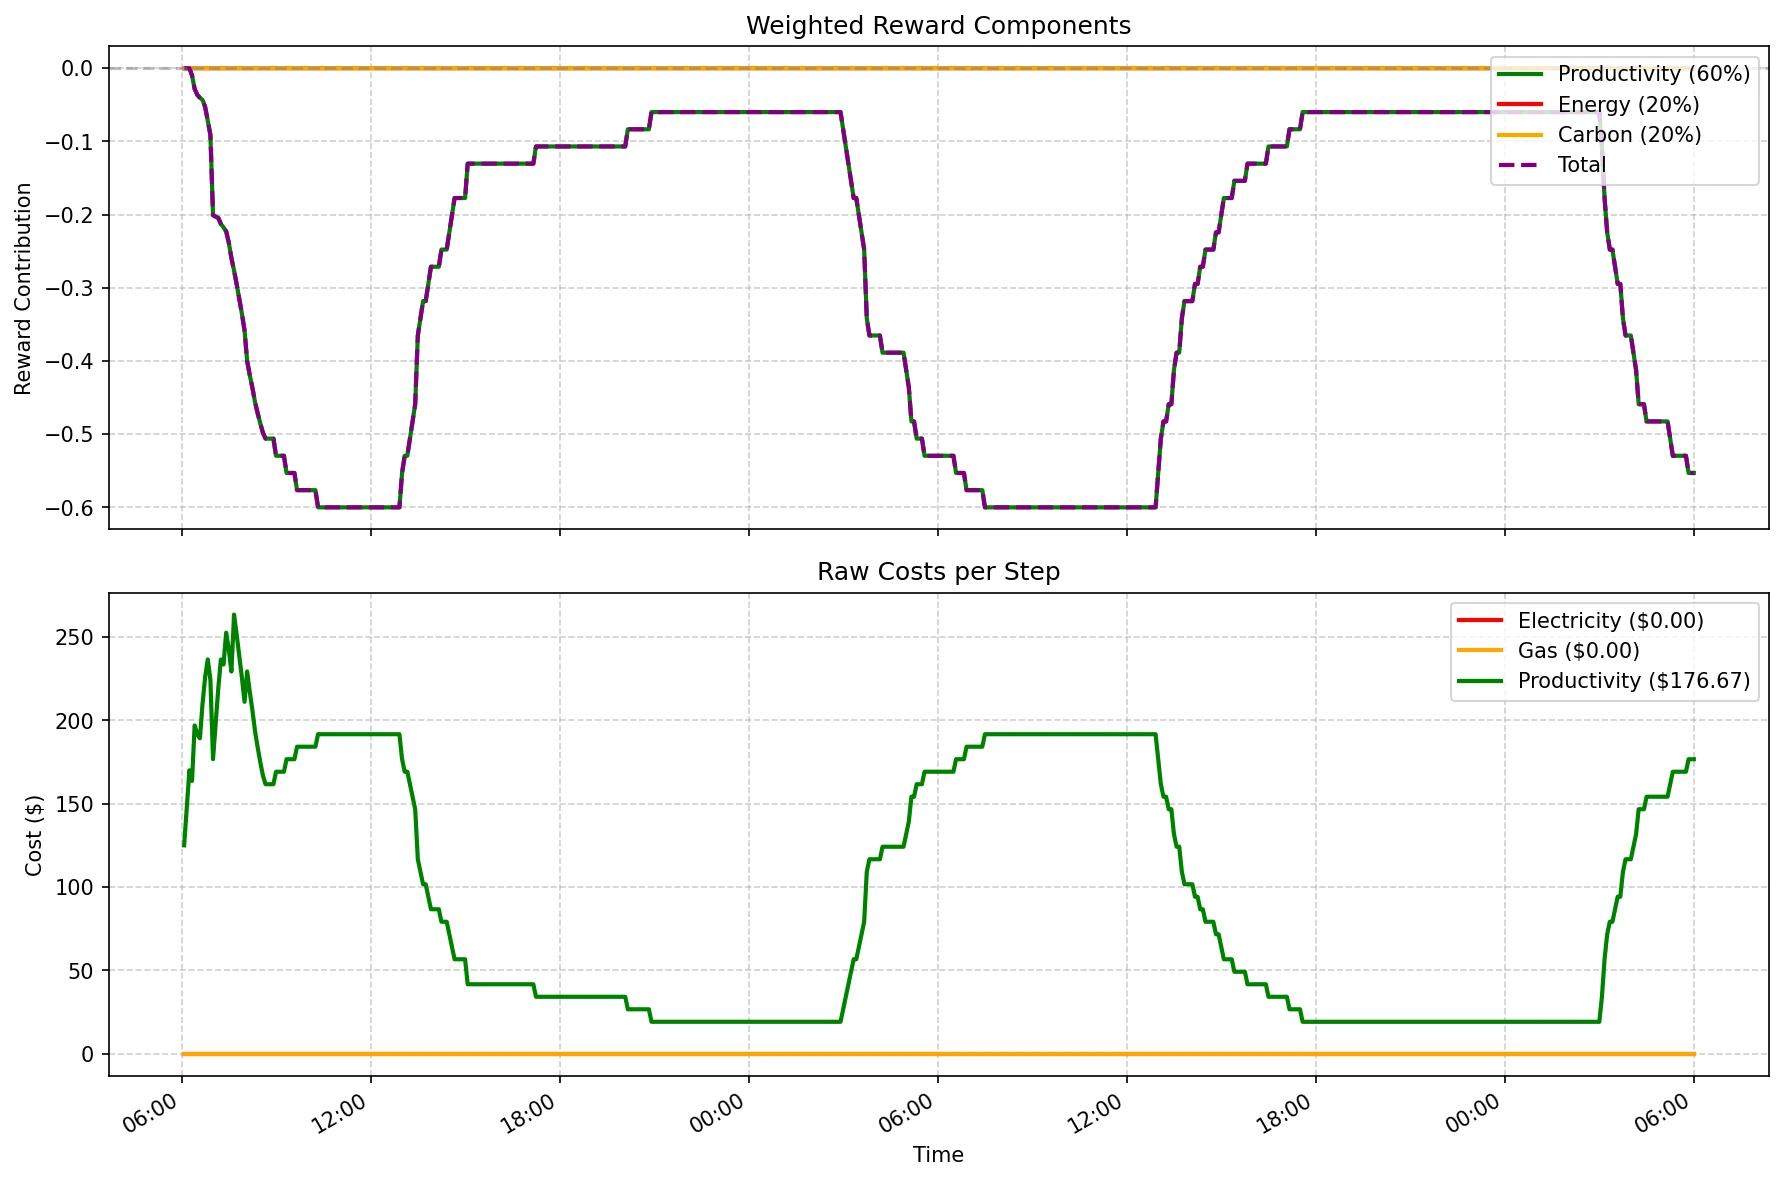 Weighted Reward Components
Reward Contribution
0.0
−0.1
−0.2
−0.3
−0.4
−0.5
−0.6
Productivity (60%)
Energy (20%)
Carbon (20%)
Total
Raw Costs per Step
Cost ($)
250
200
150
100
50
0
Electricity ($0.00)
Gas ($0.00)
Productivity ($176.67)
06:00
12:00
18:00
00:00
06:00
12:00
18:00
00:00
06:00
Time